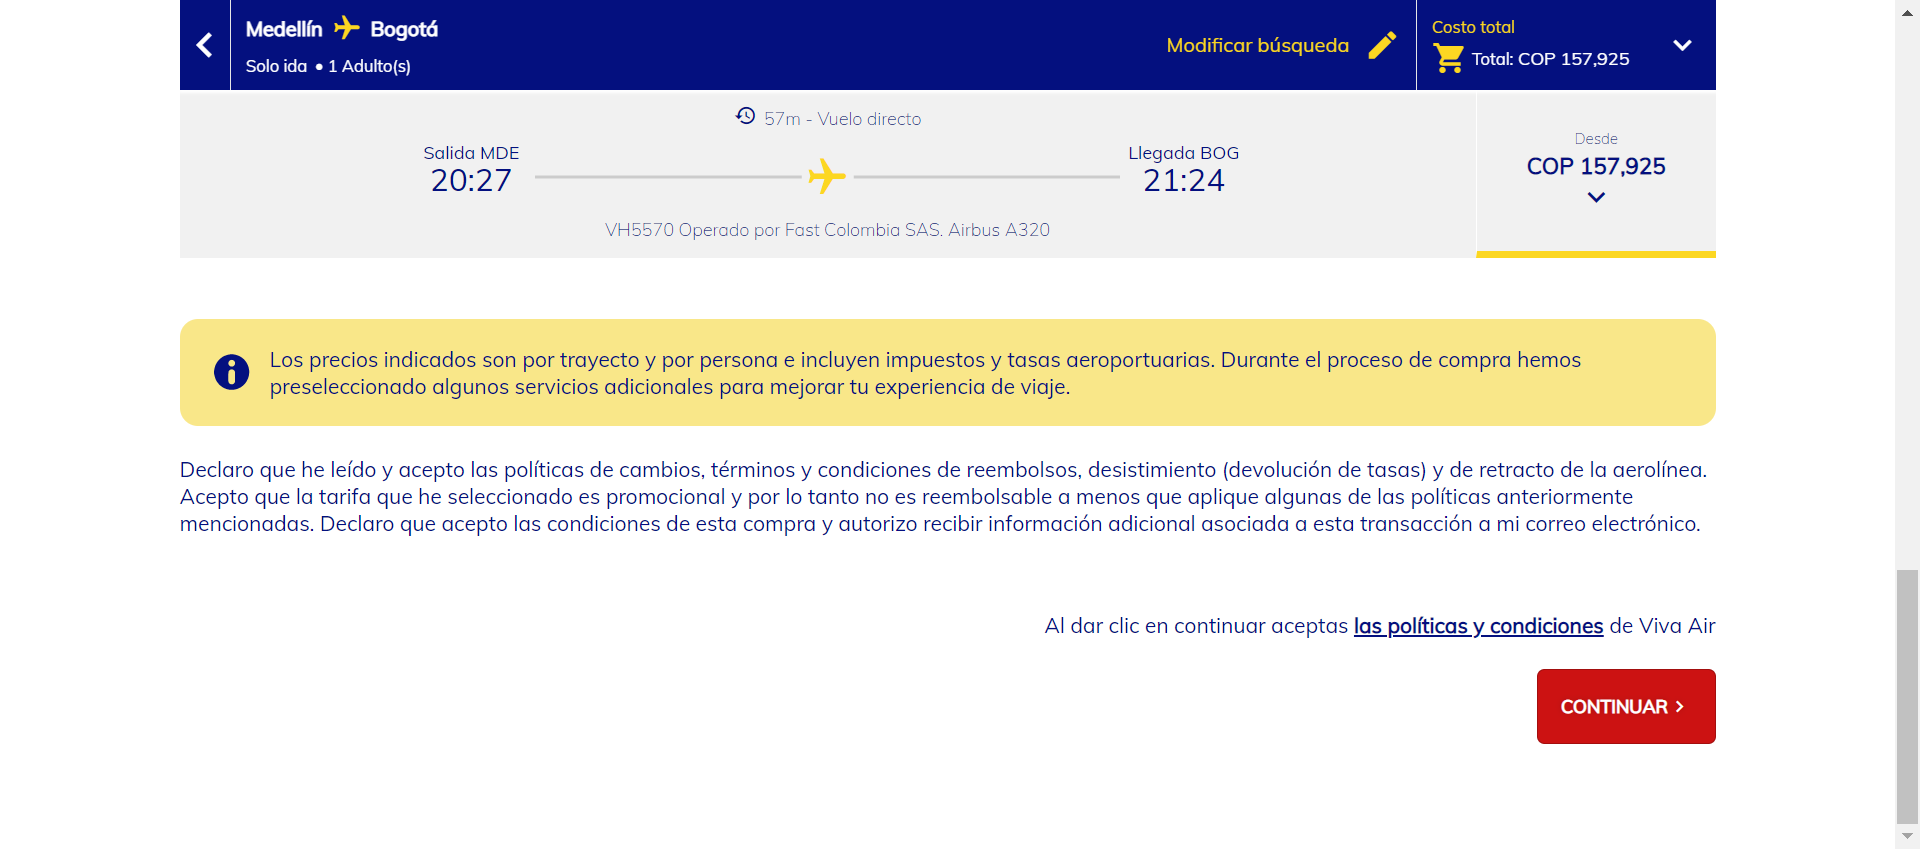 Medellín Bogotá
Solo ida • 1 Adulto(s)
Modificar búsqueda
Costo total
Total: COP 157,925
57m - Vuelo directo
Salida MDE
20:27
Llegada BOG
21:24
VH5570 Operado por Fast Colombia SAS. Airbus A320
Desde
COP 157,925
Los precios indicados son por trayecto y por persona e incluyen impuestos y tasas aeroportuarias. Durante el proceso de compra hemos
preseleccionado algunos servicios adicionales para mejorar tu experiencia de viaje.
Declaro que he leído y acepto las políticas de cambios, términos y condiciones de reembolsos, desistimiento (devolución de tasas) y de retracto de la aerolínea.
Acepto que la tarifa que he seleccionado es promocional y por lo tanto no es reembolsable a menos que aplique algunas de las políticas anteriormente
mencionadas. Declaro que acepto las condiciones de esta compra y autorizo recibir información adicional asociada a esta transacción a mi correo electrónico.
Al dar clic en continuar aceptas las políticas y condiciones de Viva Air
CONTINUAR >